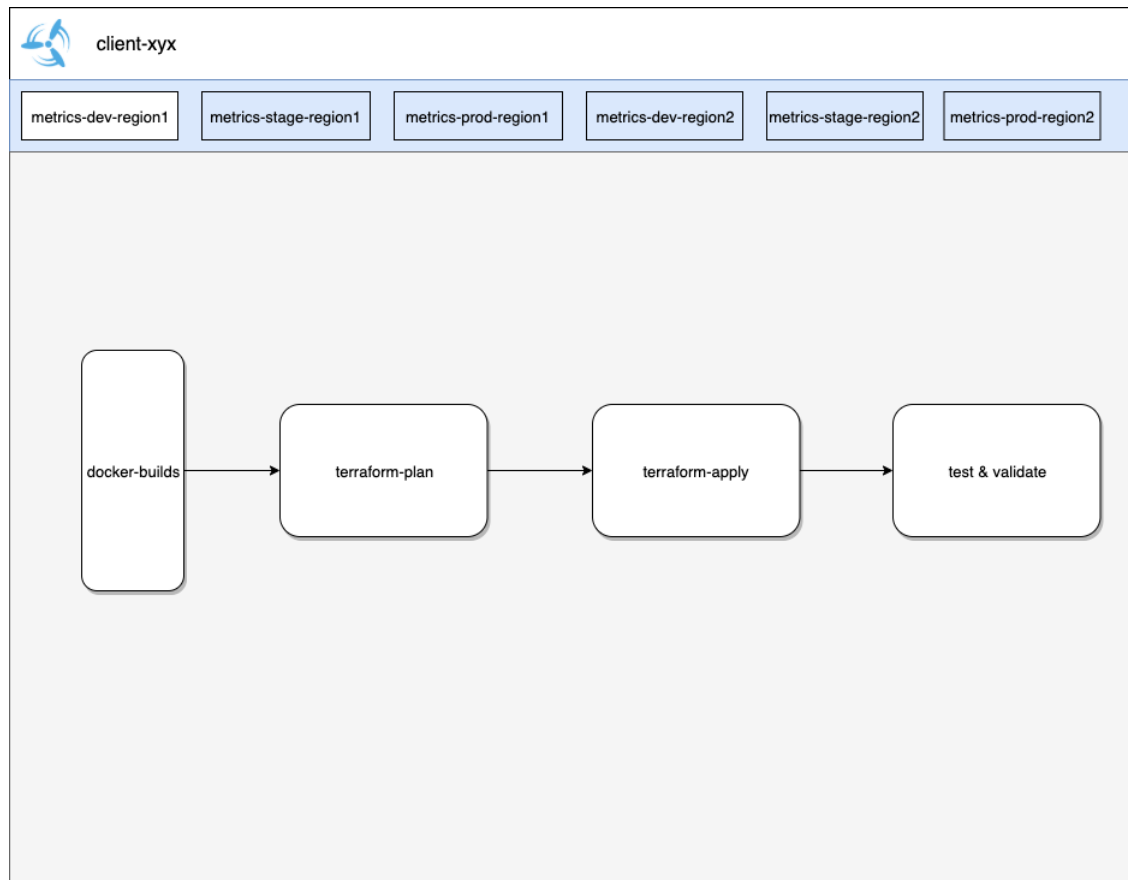 client-xyx
metrics-dev-region1
metrics-stage-region1
metrics-prod-region1
metrics-dev-region2
metrics-stage-region2
metrics-prod-region2
docker-builds
terraform-plan
terraform-apply
test & validate